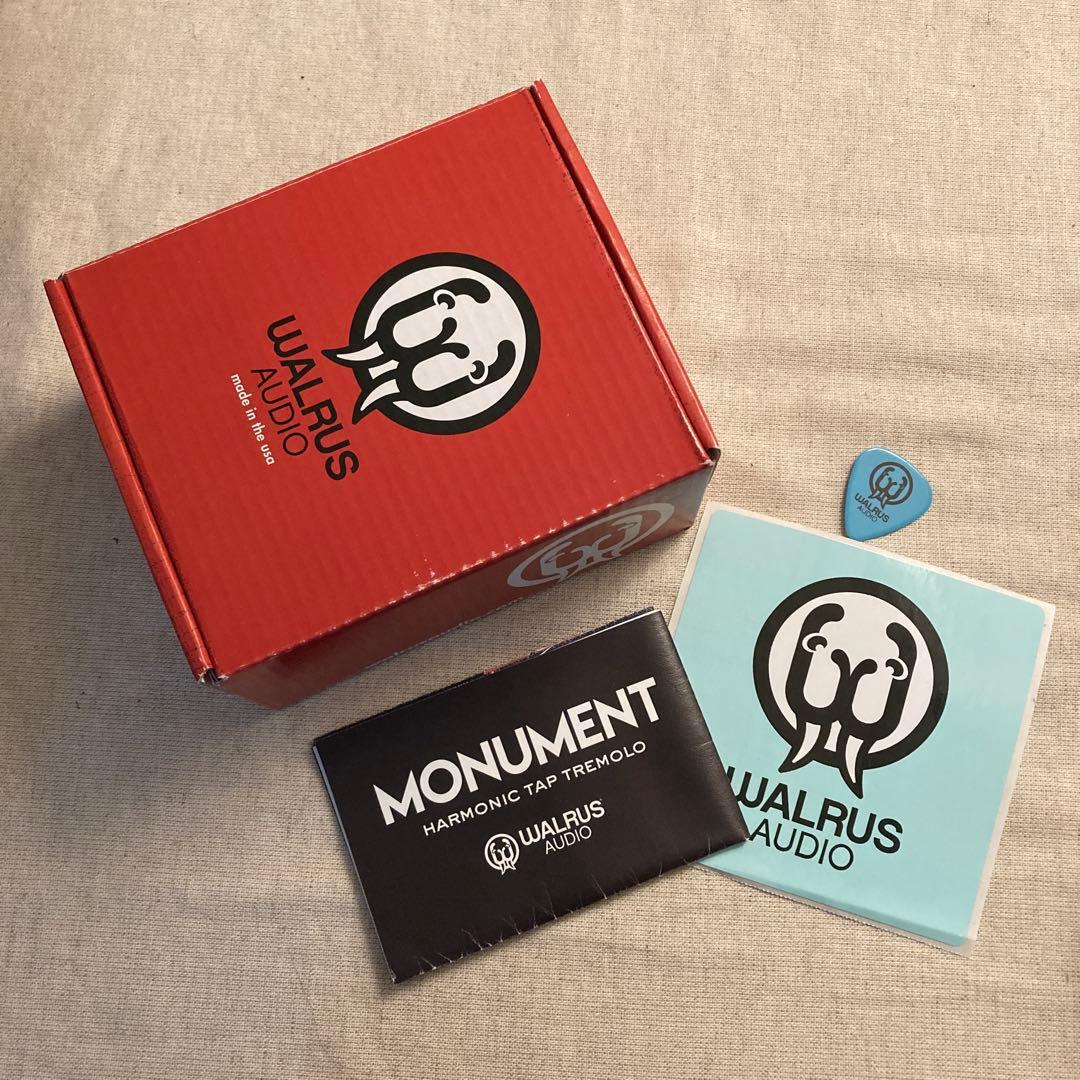 WALRUS
AUDIO
made in the usa
WALRUS
AUDIO
MONUMENT
HARMONIC TAP TREMOLO
WALRUS
AUDIO
WALRUS
AUDIO